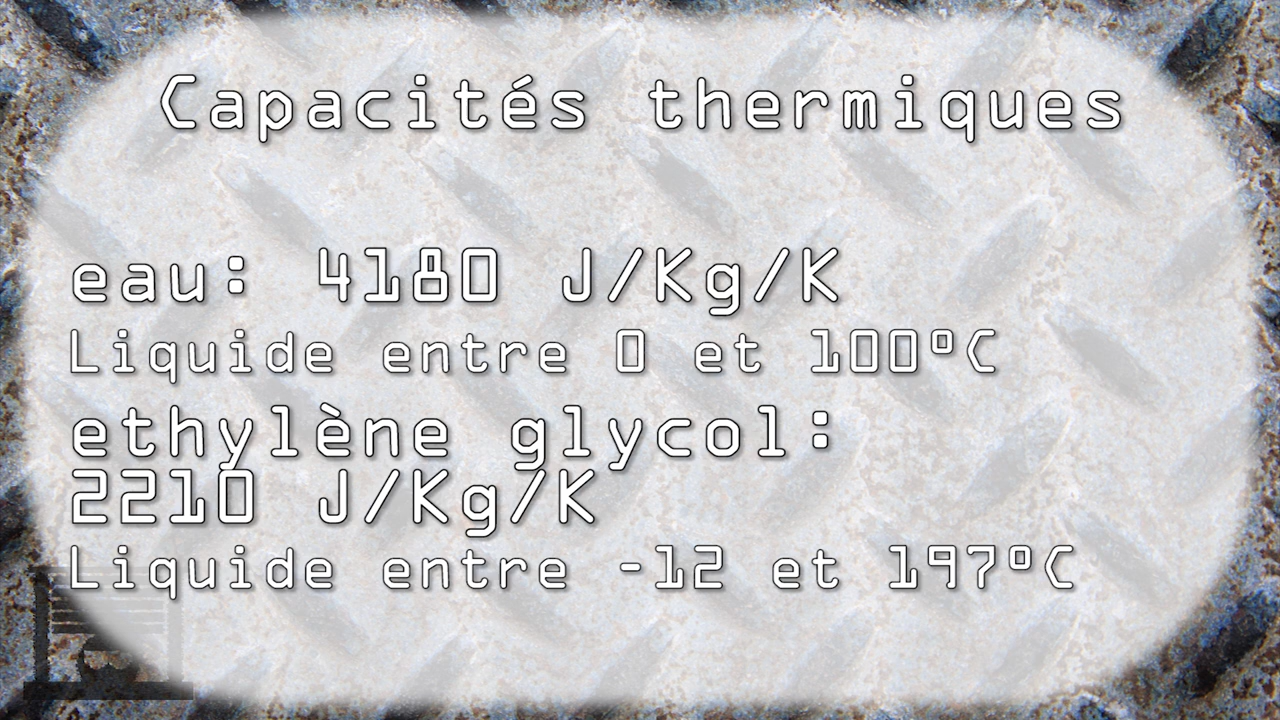 Capacités thermiques
eau: 4180 J/Kg/K
Liquide entre 0 et 100°C
ethylène glycol:
2210 J/Kg/K
Liquide entre -12 et 197°C